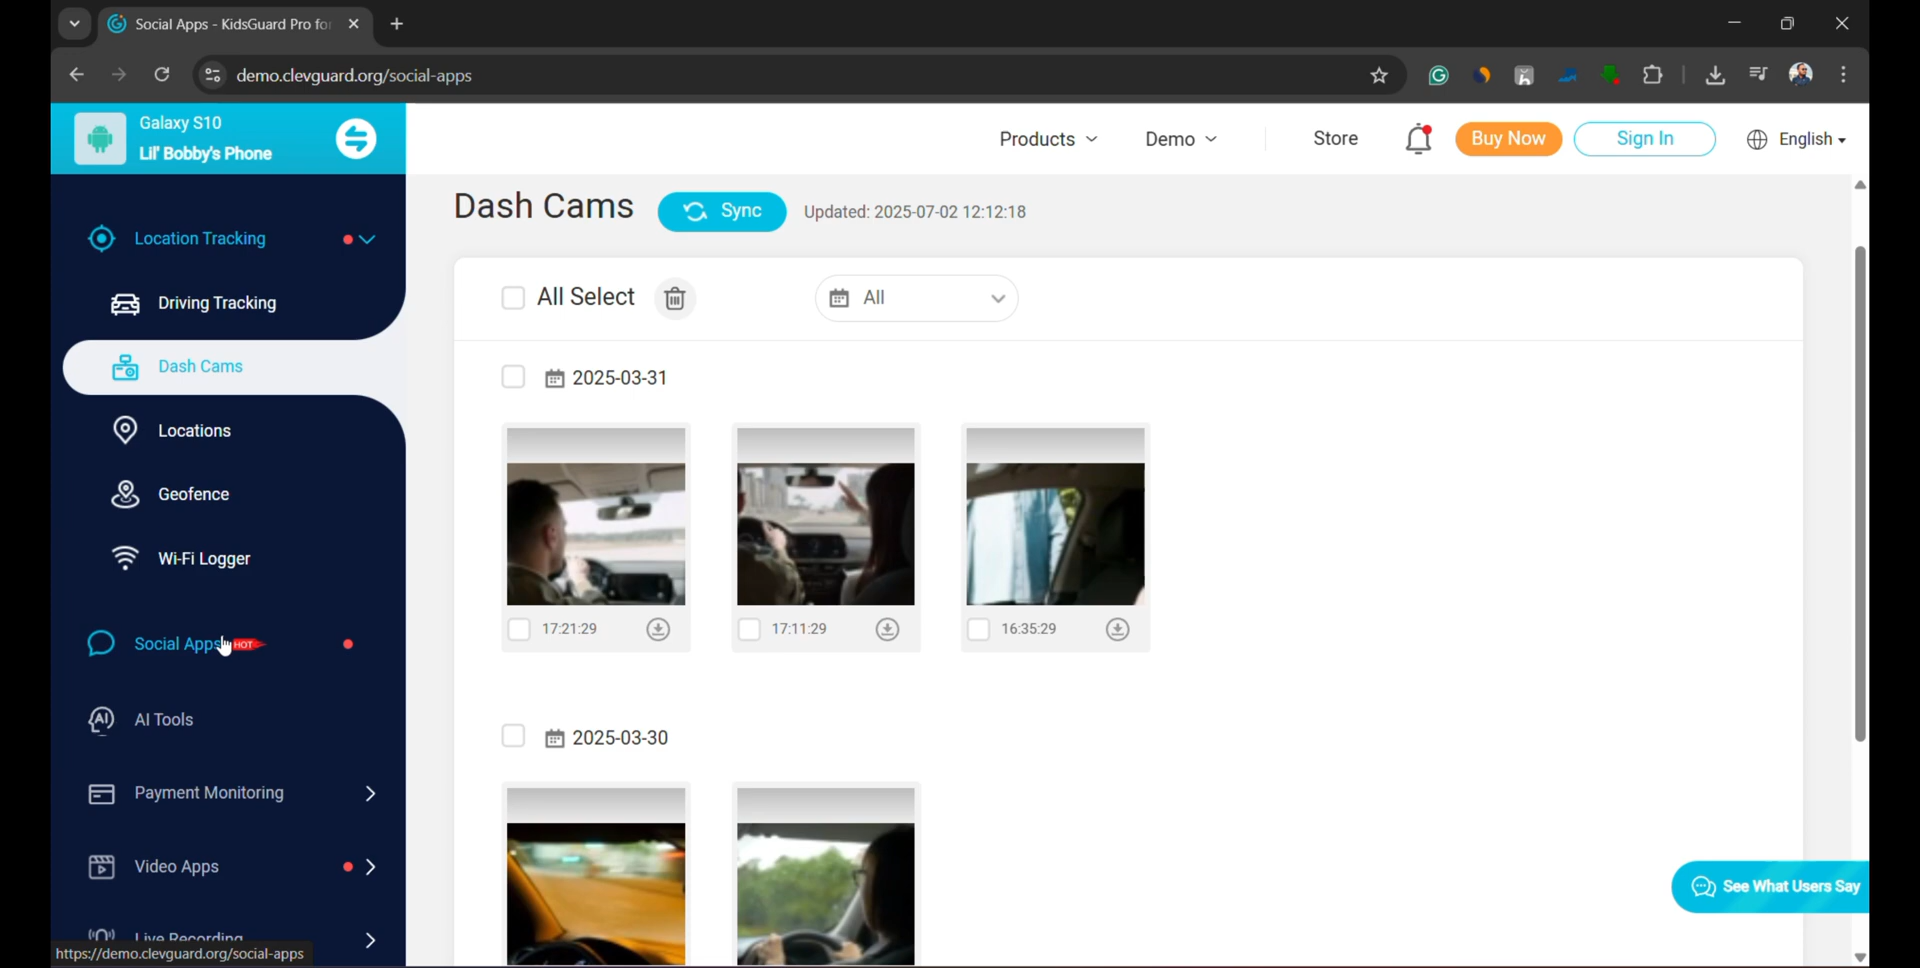 Social Apps - KidsGuard Pro for
demo.clevguard.org/social-apps
Galaxy S10
Lil' Bobby's Phone
Products
Demo
Store
Buy Now
Sign In
English
Location Tracking
Driving Tracking
Dash Cams
Locations
Geofence
Wi-Fi Logger
Social Apps HOT
AI Tools
Payment Monitoring
Video Apps
Live Recording
https://demo.clevguard.org/social-apps
Dash Cams
Sync
Updated: 2025-07-02 12:12:18
All Select
All
2025-03-31
17:21:29
17:11:29
16:35:29
2025-03-30
See What Users Say